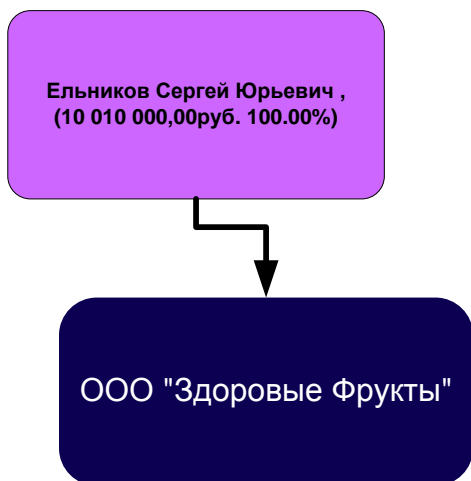 Ельников Сергей Юрьевич ,
(10 010 000,00руб. 100.00%)
ООО "Здоровые Фрукты"